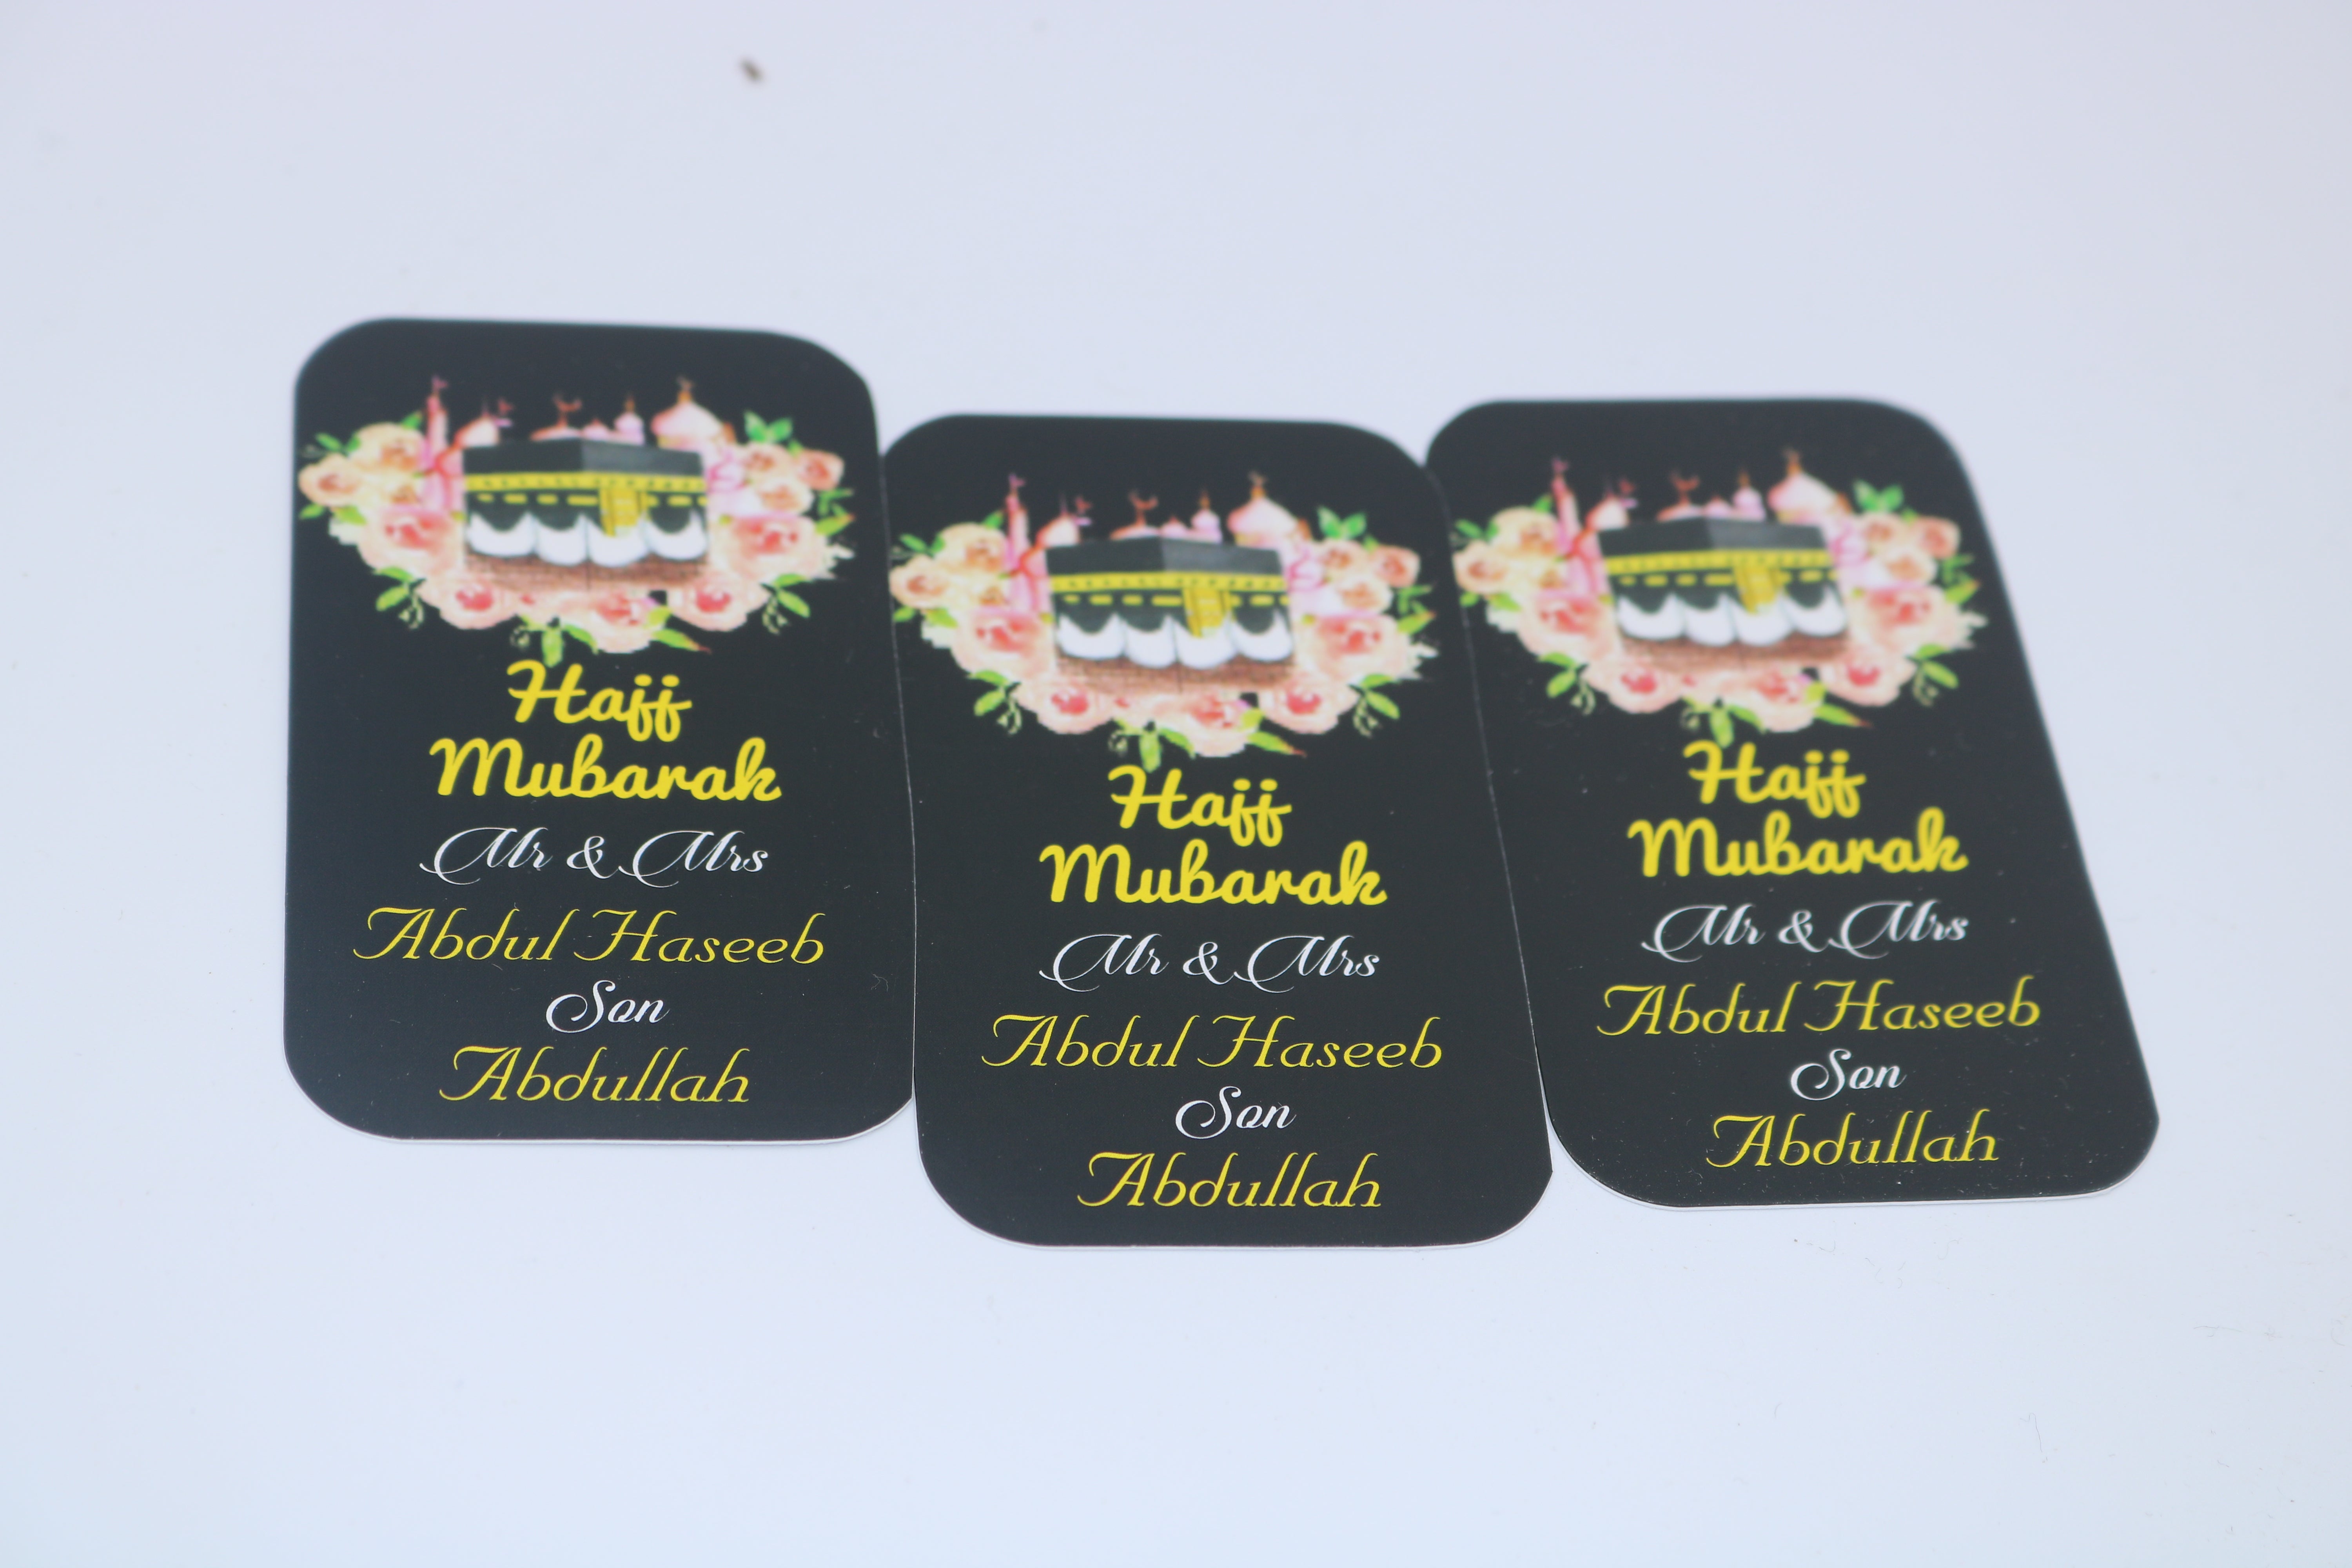 Hajj
Mubarak
Mr & Mrs
Abdul Haseeb
Son
Abdullah
Hajj
Mubarak
Mr & Mrs
Abdul Haseeb
Son
Abdullah
Hajj
Mubarak
Mr & Mrs
Abdul Haseeb
Son
Abdullah